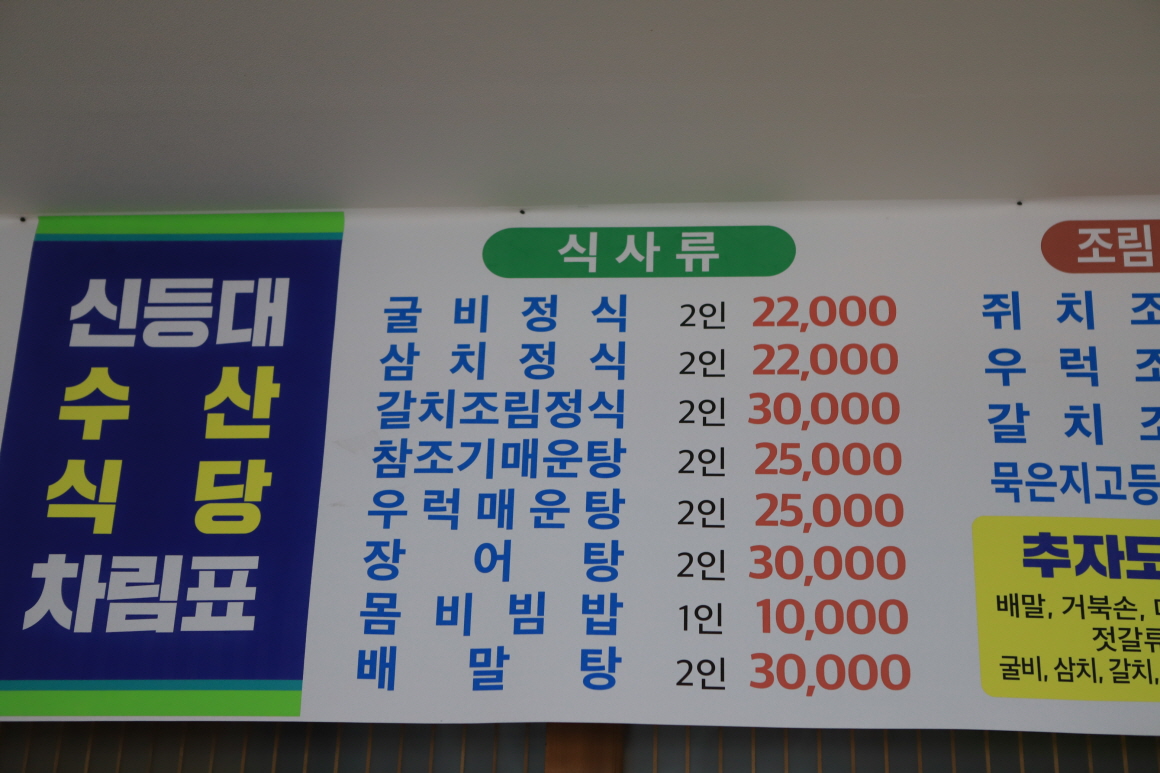 신등대
수산
식당
차림표
식사류
굴비정식 2인 22,000
삼치정식 2인 22,000
갈치조림정식 2인 30,000
참조기매운탕 2인 25,000
우럭매운탕 2인 25,000
장어탕 2인 30,000
몸비빔밥 1인 10,000
배말탕 2인 30,000
조림
쥐치조
우럭조
갈치조
묵은지고등
추자도
배말, 거북손,
젓갈류
굴비, 삼치, 갈치,